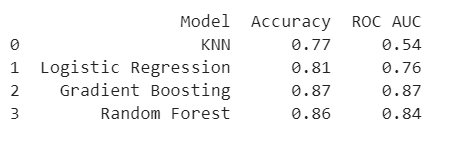 Model Accuracy ROC AUC
0 KNN 0.77 0.54
1 Logistic Regression 0.81 0.76
2 Gradient Boosting 0.87 0.87
3 Random Forest 0.86 0.84